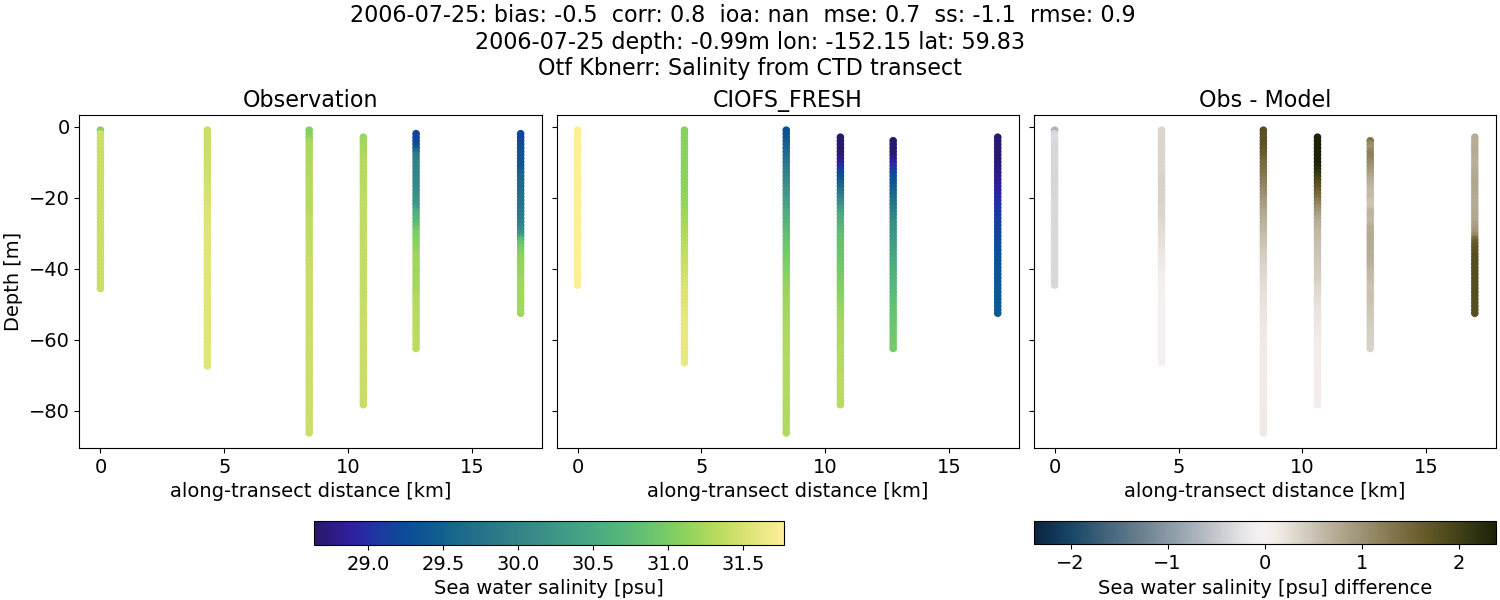 2006-07-25: bias: -0.5  corr: 0.8  ioa: nan  mse: 0.7  ss: -1.1  rmse: 0.9
2006-07-25 depth: -0.99m lon: -152.15 lat: 59.83
Otf Kbnerr: Salinity from CTD transect
Observation
CIOFS_FRESH
Obs - Model
Depth [m]
0
−20
−40
−60
−80
0 5 10 15
0 5 10 15
0 5 10 15
along-transect distance [km]
along-transect distance [km]
along-transect distance [km]
29.0 29.5 30.0 30.5 31.0 31.5
Sea water salinity [psu]
−2 −1 0 1 2
Sea water salinity [psu] difference